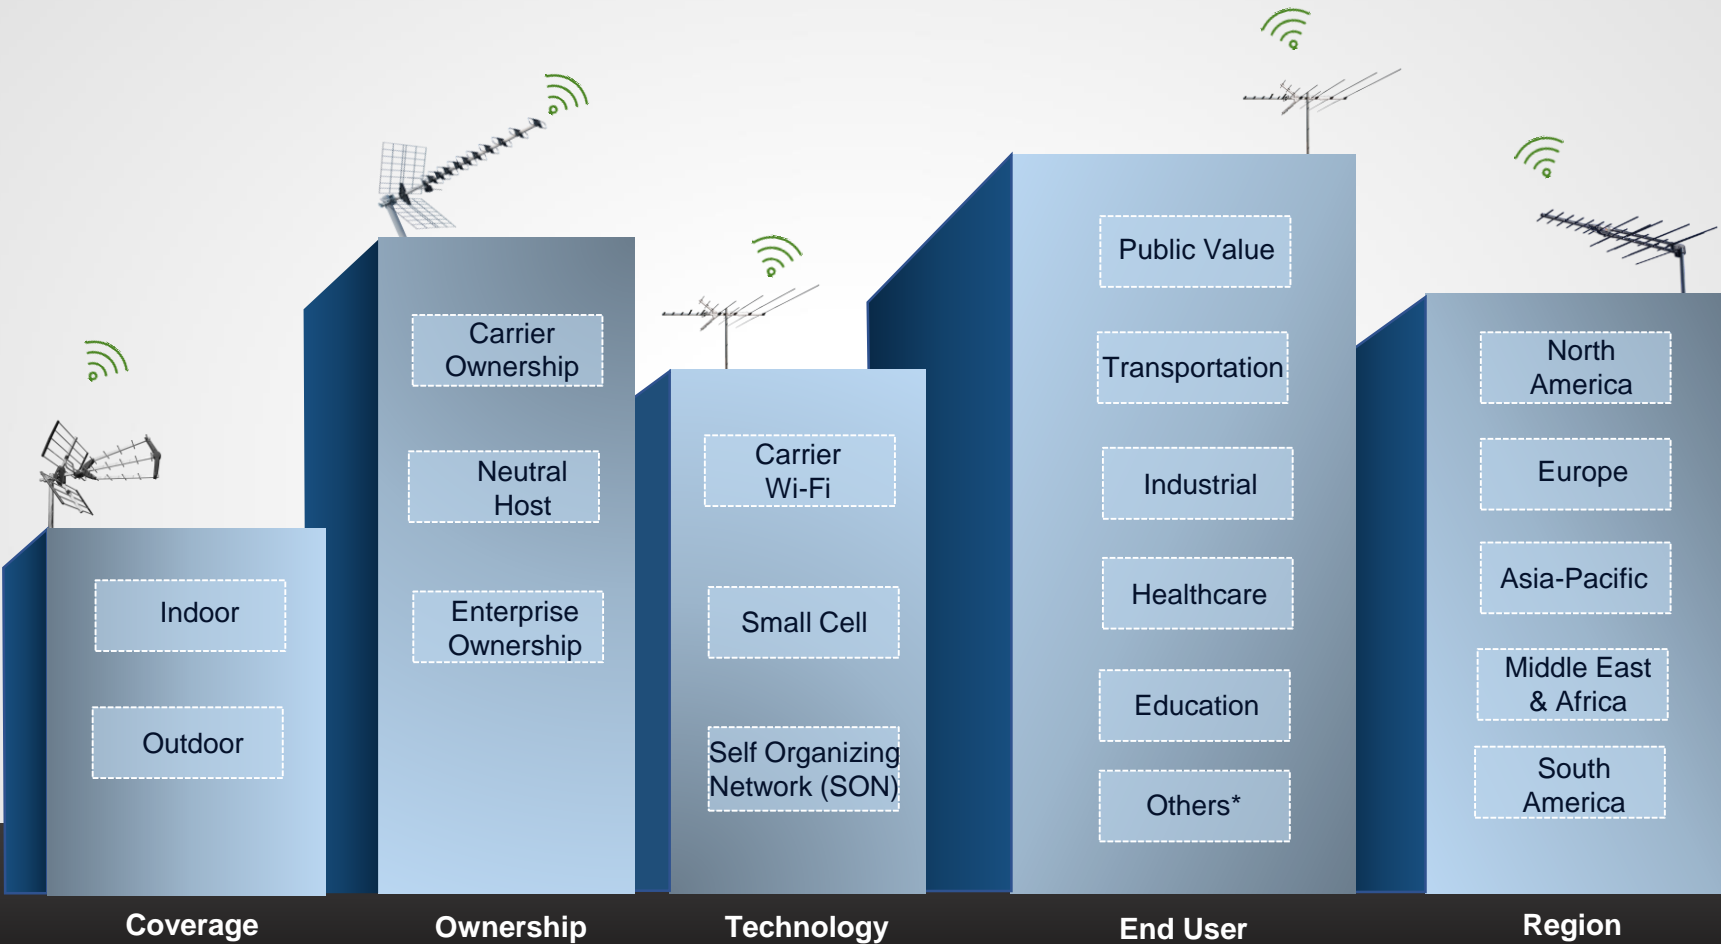 Indoor
Outdoor
Coverage
Carrier
Ownership
Neutral
Host
Enterprise
Ownership
Ownership
Carrier
Wi-Fi
Small Cell
Self Organizing
Network (SON)
Technology
Public Value
Transportation
Industrial
Healthcare
Education
Others*
End User
North
America
Europe
Asia-Pacific
Middle East
& Africa
South
America
Region